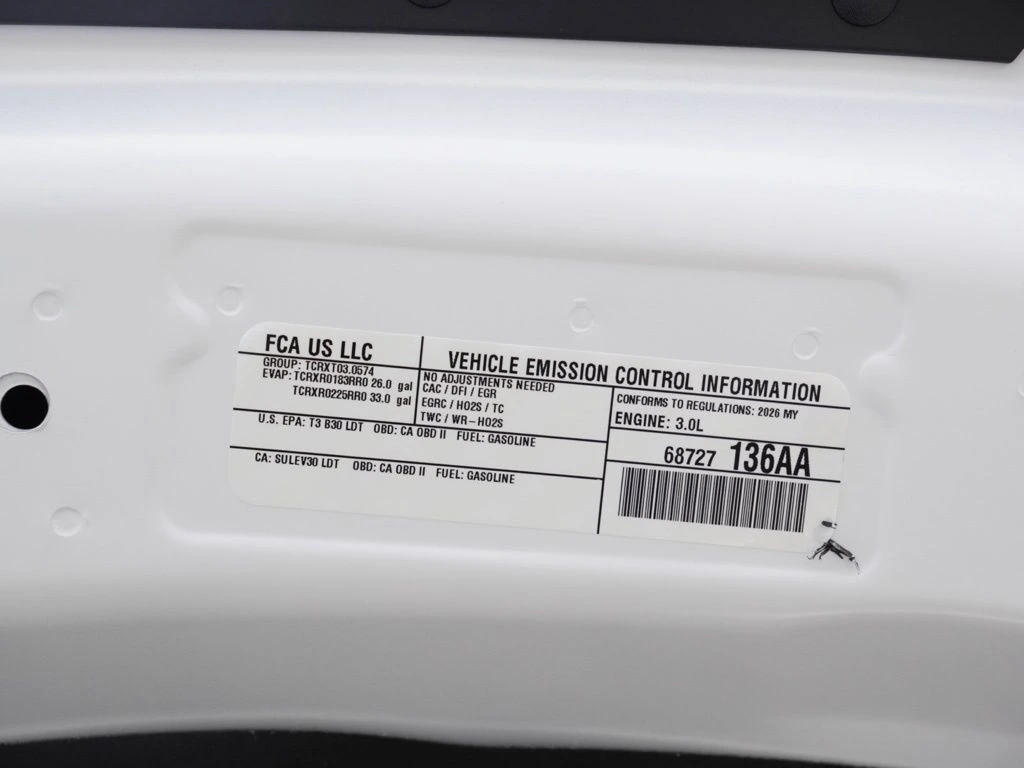 FCA US LLC
GROUP: TCRXT03.0574
EVAP: TCRXR0183RR0 26.0 gal
TCRXR0225RR0 33.0 gal
U.S. EPA: T3 B30 LDT OBD: CA OBD II FUEL: GASOLINE
CA: SULEV30 LDT OBD: CA OBD II FUEL: GASOLINE
VEHICLE EMISSION CONTROL INFORMATION
NO ADJUSTMENTS NEEDED
CAC / DFI / EGR
EGRC / HO2S / TC
TWC / WR-HO2S
CONFORMS TO REGULATIONS: 2026 MY
ENGINE: 3.0L
68727 136AA